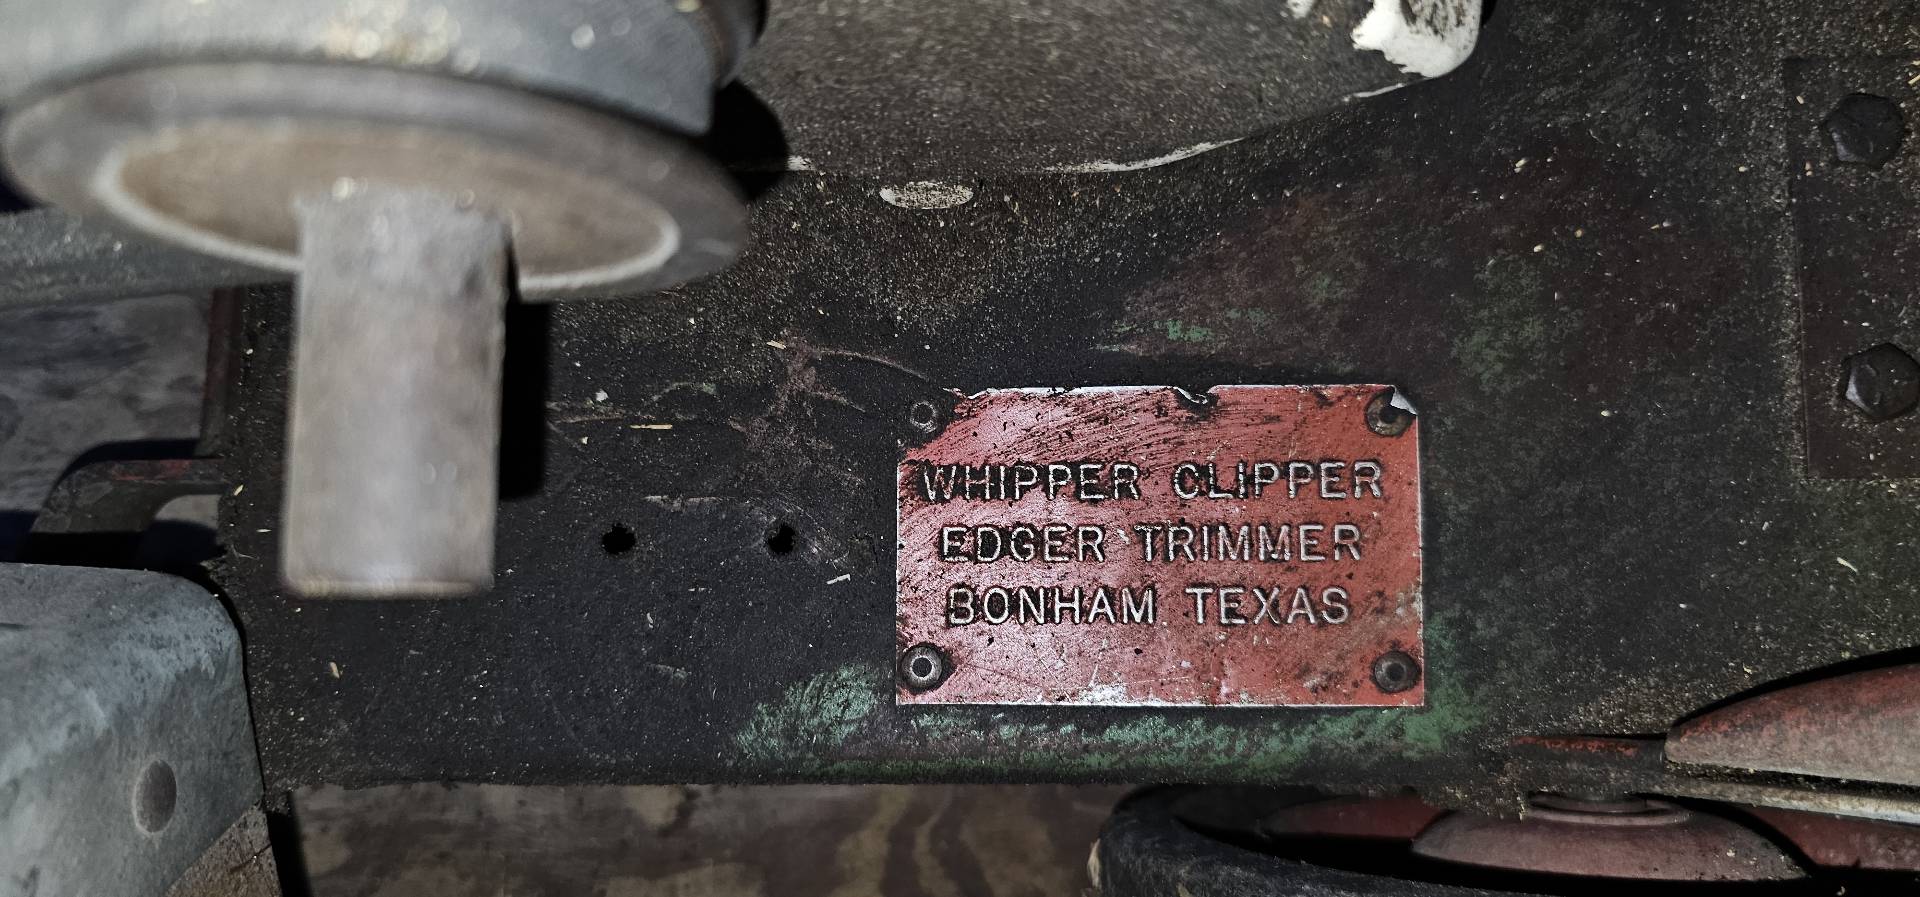 WHIPPER CLIPPER
EDGER TRIMMER
BONHAM TEXAS